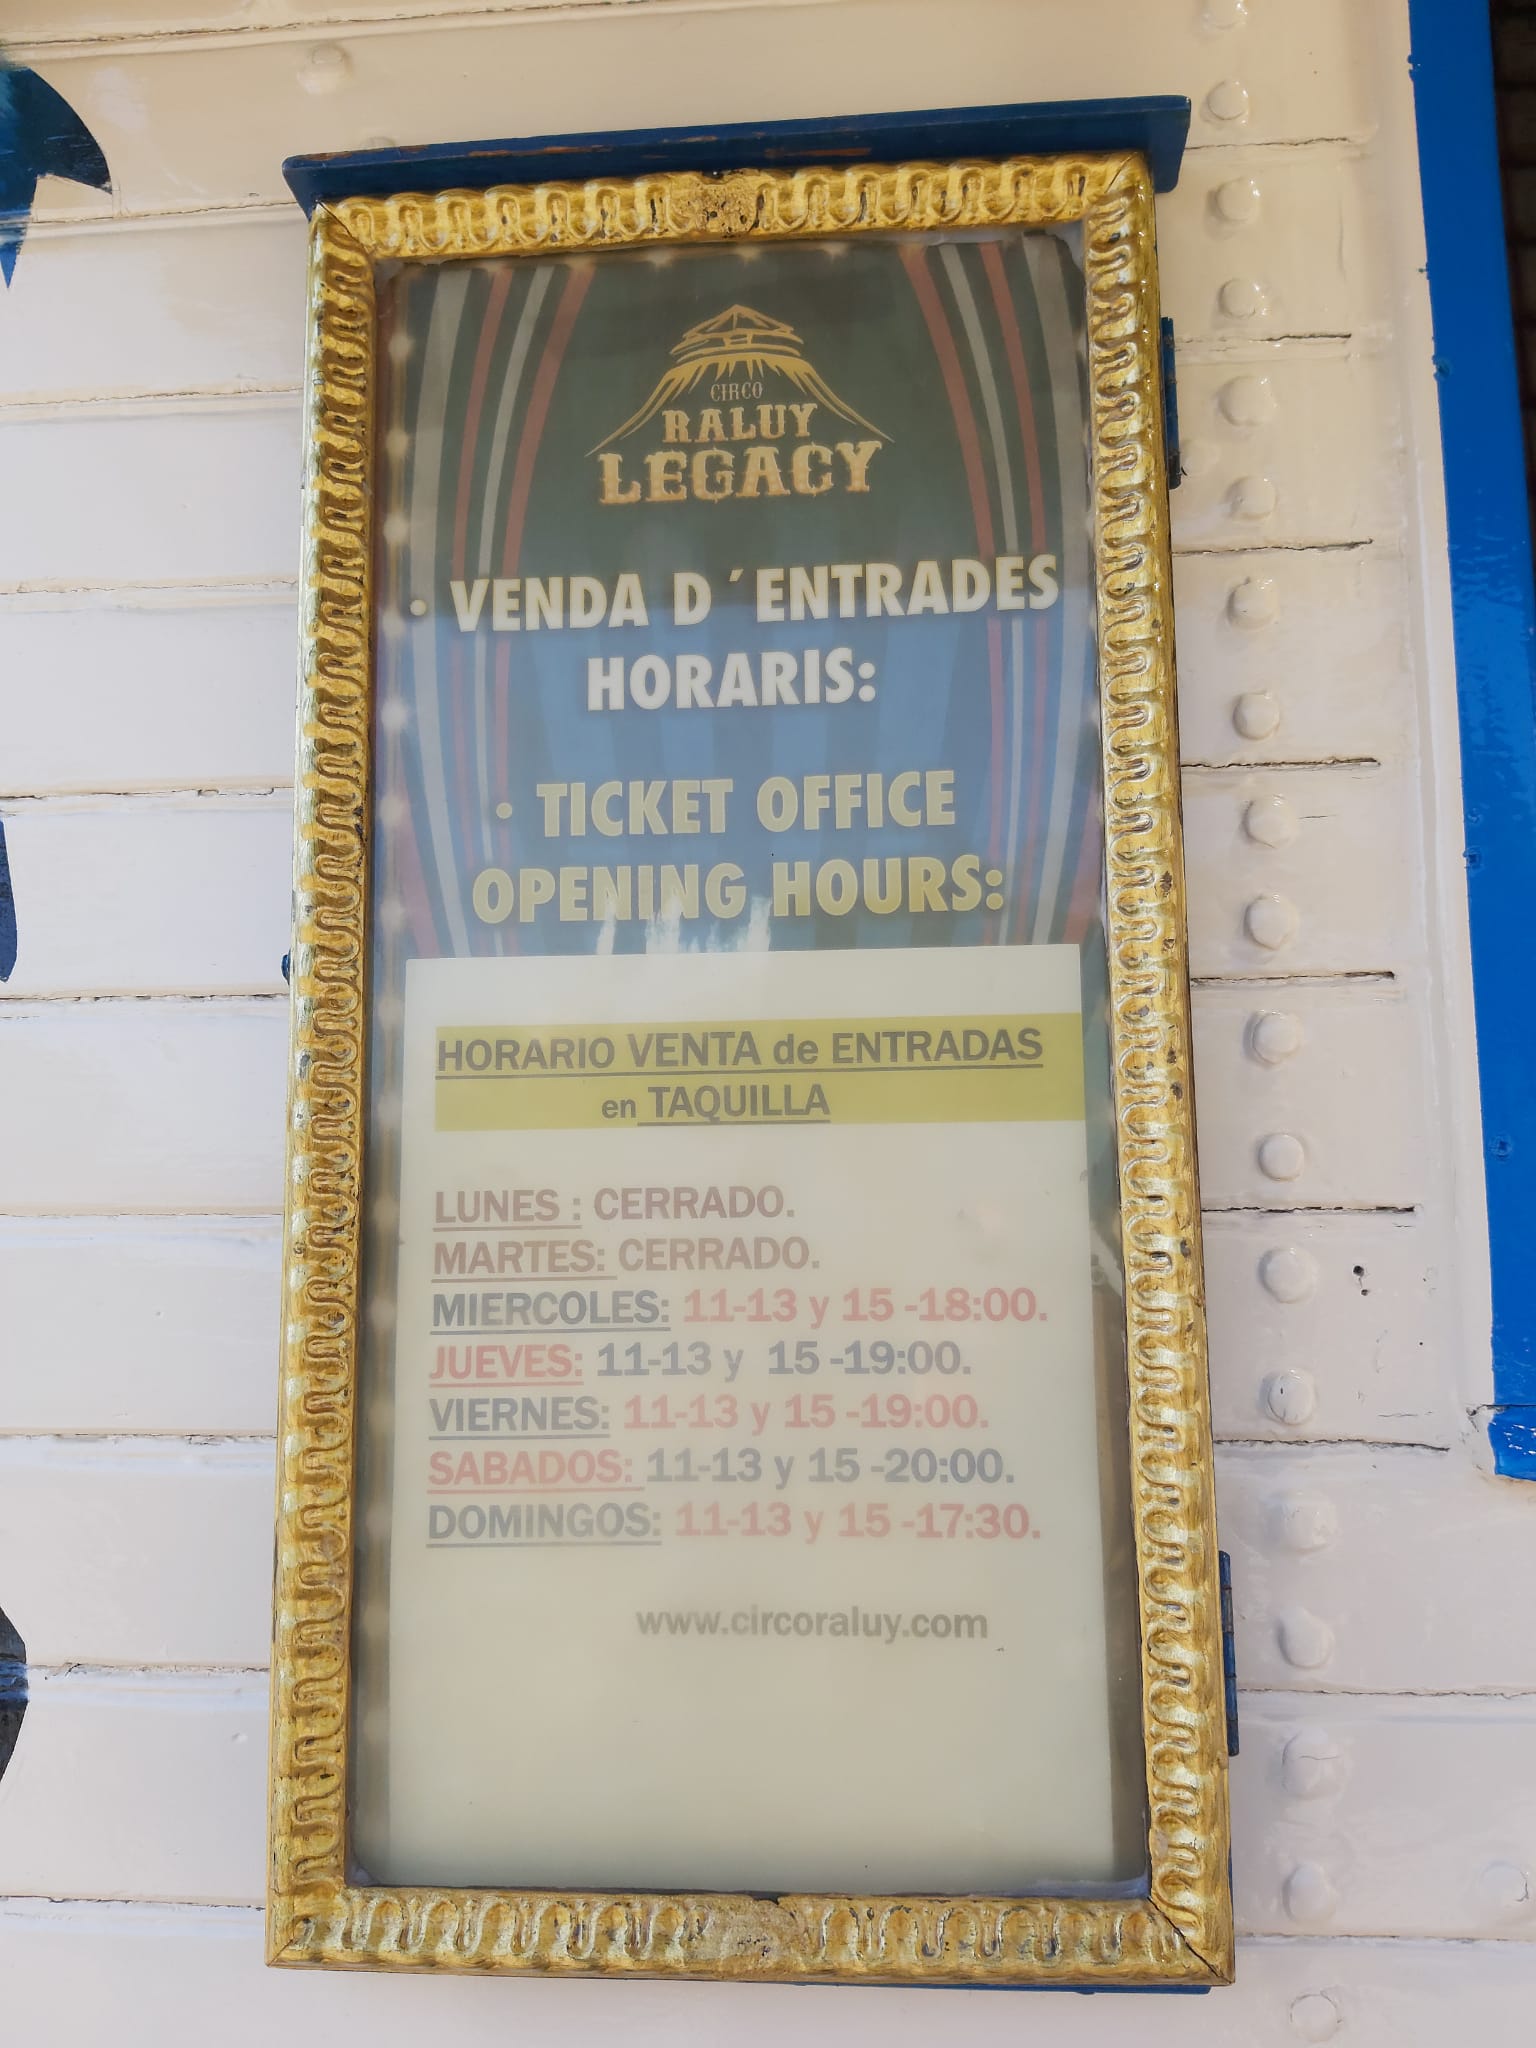 CIRCO
RALUY
LEGACY
· VENDA D ´ENTRADES
HORARIS:
· TICKET OFFICE
OPENING HOURS:
HORARIO VENTA de ENTRADAS
en TAQUILLA
LUNES : CERRADO.
MARTES: CERRADO.
MIERCOLES: 11-13 y 15 -18:00.
JUEVES: 11-13 y 15 -19:00.
VIERNES: 11-13 y 15 -19:00.
SABADOS: 11-13 y 15 -20:00.
DOMINGOS: 11-13 y 15 -17:30.
www.circoraluy.com